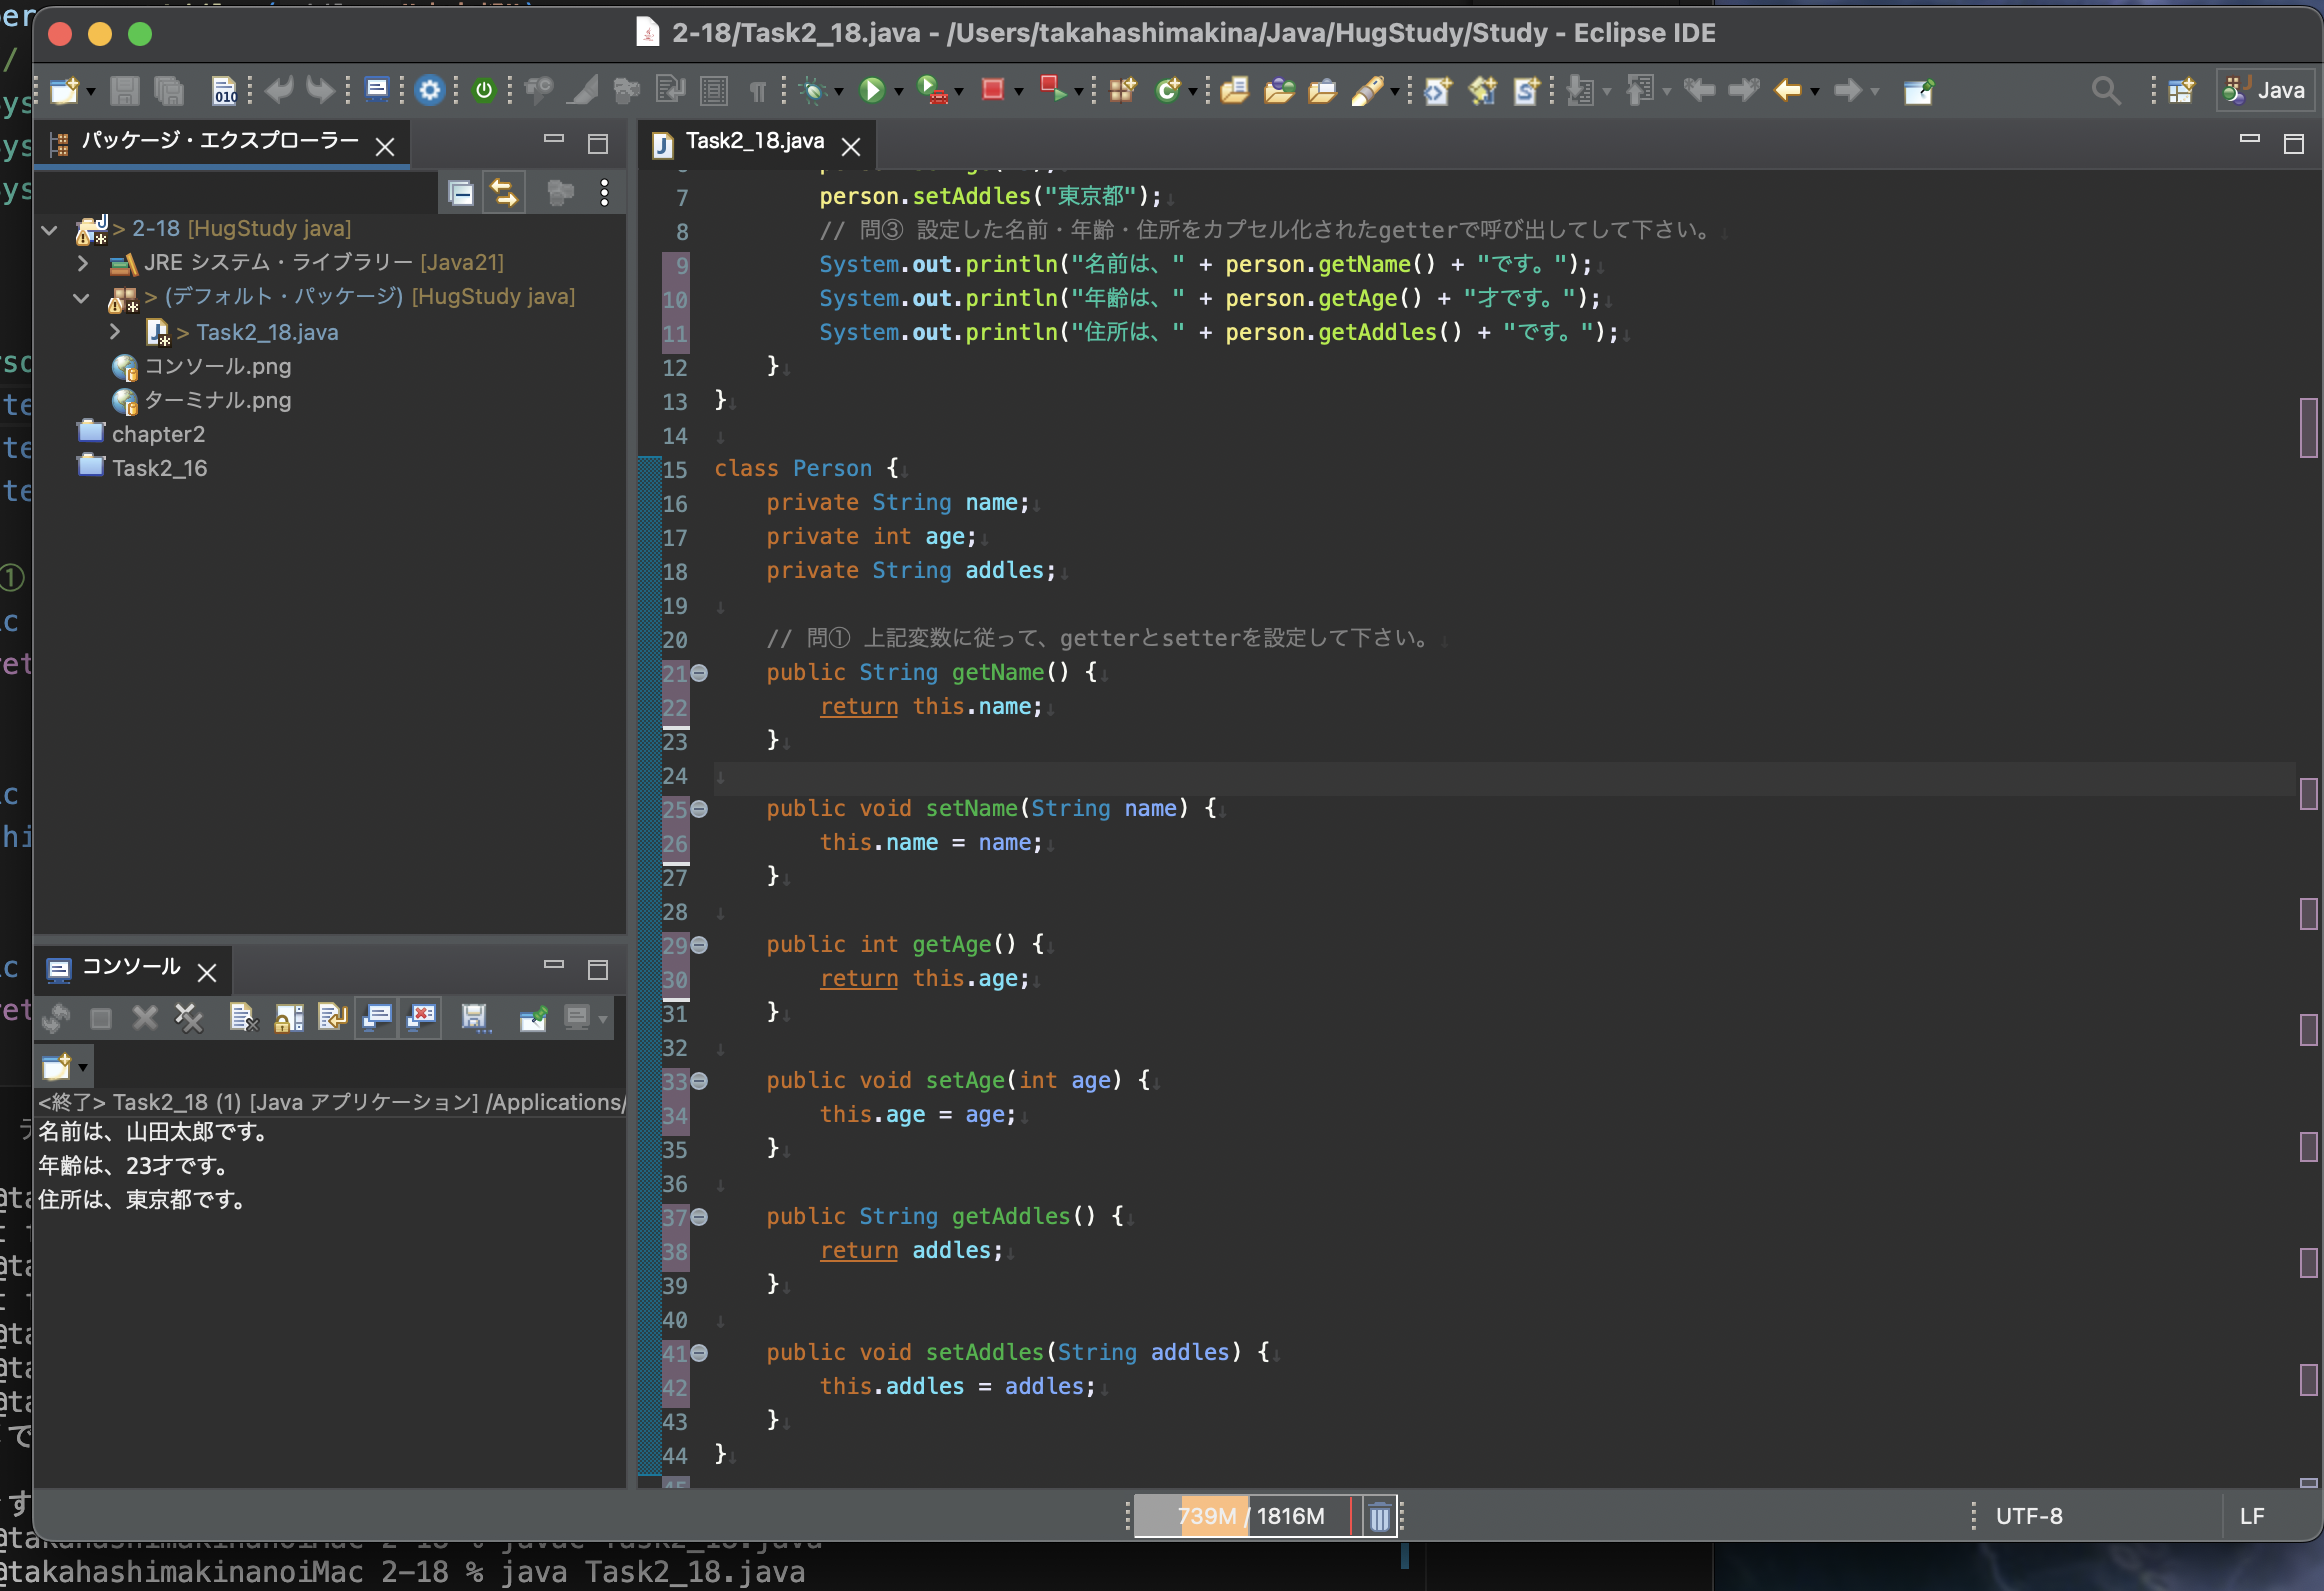 2-18/Task2_18.java - /Users/takahashimakina/Java/HugStudy/Study - Eclipse IDE
Java
パッケージ・エクスプローラー
> 2-18 [HugStudy java]
JRE システム・ライブラリー [Java21]
> (デフォルト・パッケージ) [HugStudy java]
> Task2_18.java
コンソール.png
ターミナル.png
chapter2
Task2_16
Task2_18.java
7 person.setAddles("東京都");
8 // 問③ 設定した名前・年齢・住所をカプセル化されたgetterで呼び出してして下さい。
9 System.out.println("名前は、" + person.getName() + "です。");
10 System.out.println("年齢は、" + person.getAge() + "才です。");
11 System.out.println("住所は、" + person.getAddles() + "です。");
12 }
13 }
14
15 class Person {
16 private String name;
17 private int age;
18 private String addles;
19
20 // 問① 上記変数に従って、getterとsetterを設定して下さい。
21 public String getName() {
22 return this.name;
23 }
24
25 public void setName(String name) {
26 this.name = name;
27 }
28
29 public int getAge() {
30 return this.age;
31 }
32
33 public void setAge(int age) {
34 this.age = age;
35 }
36
37 public String getAddles() {
38 return addles;
39 }
40
41 public void setAddles(String addles) {
42 this.addles = addles;
43 }
44 }
コンソール
<終了> Task2_18 (1) [Java アプリケーション] /Applications/
名前は、山田太郎です。
年齢は、23才です。
住所は、東京都です。
739M / 1816M
UTF-8
LF
@takahashimakinanoiMac 2-18 % java Task2_18.java